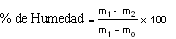 % de Humedad = m₁ - m₂ / m₁ - m₀ x 100